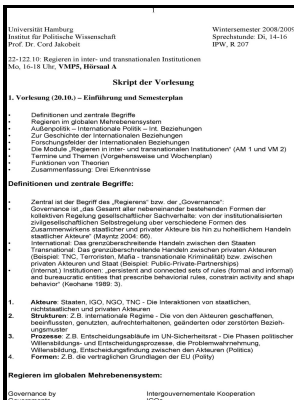 1
Universität Hamburg
Wintersemester 2008/2009
Institut für Politische Wissenschaft
Sprechstunde: Di, 14-16
Prof. Dr. Cord Jakobeit
IPW, R.207
22-122.10: Regieren in inter- und transnationalen Institutionen
Mo, 16-18 Uhr, VMP5, Hörsaal A
Skript der Vorlesung
1. Vorlesung (20.10.) – Einführung und Semesterplan
• Definitionen und zentrale Begriffe
• Regieren im globalen Mehrebenensystem
• Außenpolitik – Internationale Politik – Int. Beziehungen
• Zur Geschichte der Internationalen Beziehungen
• Forschungsfelder der Internationalen Beziehungen
• Die Module „Regieren in inter- und transnationalen Institutionen" (AM 1 und VM 2)
• Termine und Themen (Vorgehensweise und Wochenplan)
• Funktionen von Theorien
• Zusammenfassung: Drei Erkenntnisse
Definitionen und zentrale Begriffe:
• Zentral ist der Begriff des „Regierens" bzw. der „Governance":
• Governance ist „das Gesamt aller nebeneinander bestehenden Formen der
kollektiven Regelung gesellschaftlicher Sachverhalte: von der institutionalisierten
zivilgesellschaftlichen Selbstregelung über verschiedene Formen des
Zusammenwirkens staatlicher und privater Akteure bis hin zu hoheitlichem Handeln
staatlicher Akteure" (Mayntz 2004: 66).
• International: Das grenzüberschreitende Handeln zwischen den Staaten
• Transnational: Das grenzüberschreitende Handeln zwischen privaten Akteuren
(Beispiel: TNC, Terroristen, Mafia - transnationale Kriminalität) bzw. zwischen
privaten Akteuren und Staat (Beispiel: Public-Private-Partnerships)
• (Internat.) Institutionen: „persistent and connected sets of rules (formal and informal)
and bureaucratic entities that prescribe behavioral rules, constrain activity and shape
behavior" (Keohane 1989: 3).
1. Akteure: Staaten, IGO, NGO, TNC - Die Interaktionen von staatlichen,
nichtstaatlichen und privaten Akteuren
2. Strukturen: Z.B. internationale Regime - Die von den Akteuren geschaffenen,
beeinflussten, genutzten, aufrechterhaltenen, geänderten oder zerstörten Bezieh-
ungsmuster
3. Prozesse: Z.B. Entscheidungsabläufe im UN-Sicherheitsrat - Die Phasen politischer
Willensbildungs- und Entscheidungsprozesse, die Problemwahrnehmung,
Willensbildung, Entscheidungsfindung zwischen den Akteuren (Politics)
4. Formen: Z.B. die vertraglichen Grundlagen der EU (Polity)
Regieren im globalen Mehrebenensystem:
Governance by
Intergouvernementale Kooperation